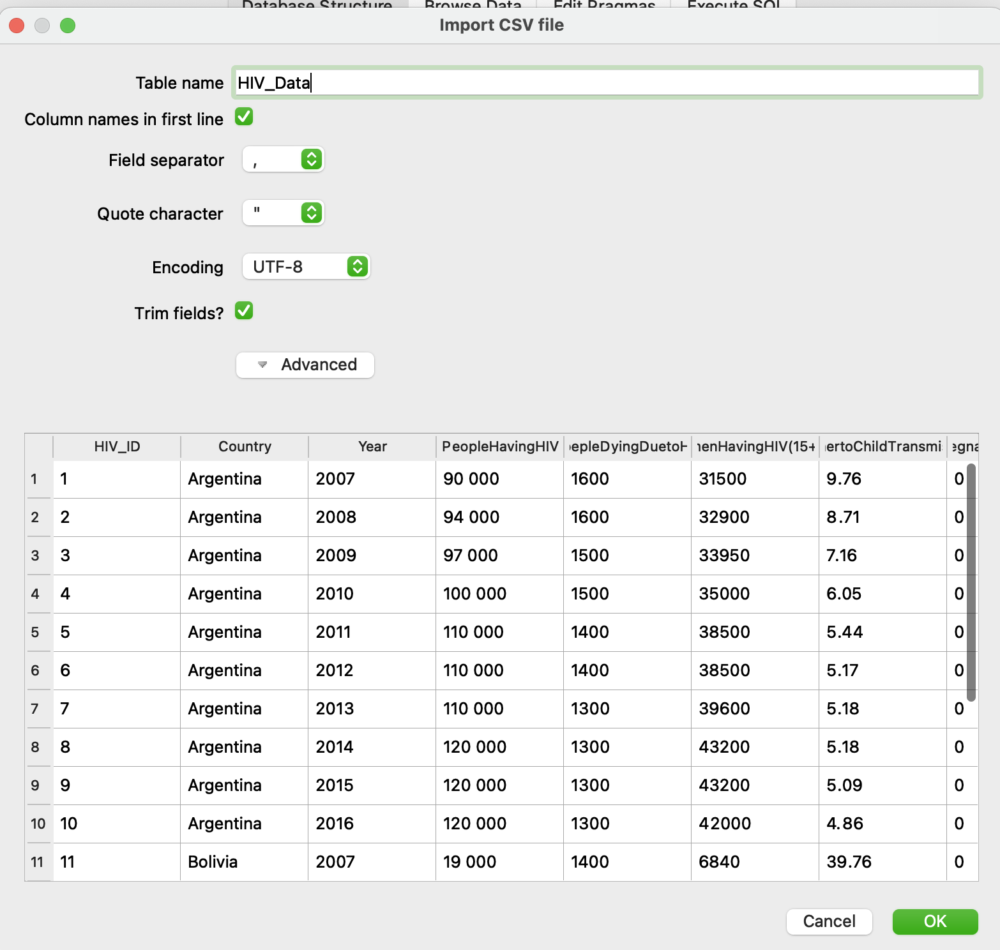 Database Structure Browse Data Edit Pragmas Execute SQL
Import CSV file
Table name HIV_Data
Column names in first line
Field separator ,
Quote character "
Encoding UTF-8
Trim fields?
Advanced
HIV_ID Country Year PeopleHavingHIV epleDyingDuetoH enHavingHIV(15+ ertoChildTransmi egna
1 1 Argentina 2007 90 000 1600 31500 9.76 0
2 2 Argentina 2008 94 000 1600 32900 8.71 0
3 3 Argentina 2009 97 000 1500 33950 7.16 0
4 4 Argentina 2010 100 000 1500 35000 6.05 0
5 5 Argentina 2011 110 000 1400 38500 5.44 0
6 6 Argentina 2012 110 000 1400 38500 5.17 0
7 7 Argentina 2013 110 000 1300 39600 5.18 0
8 8 Argentina 2014 120 000 1300 43200 5.18 0
9 9 Argentina 2015 120 000 1300 43200 5.09 0
10 10 Argentina 2016 120 000 1300 42000 4.86 0
11 11 Bolivia 2007 19 000 1400 6840 39.76 0
Cancel OK